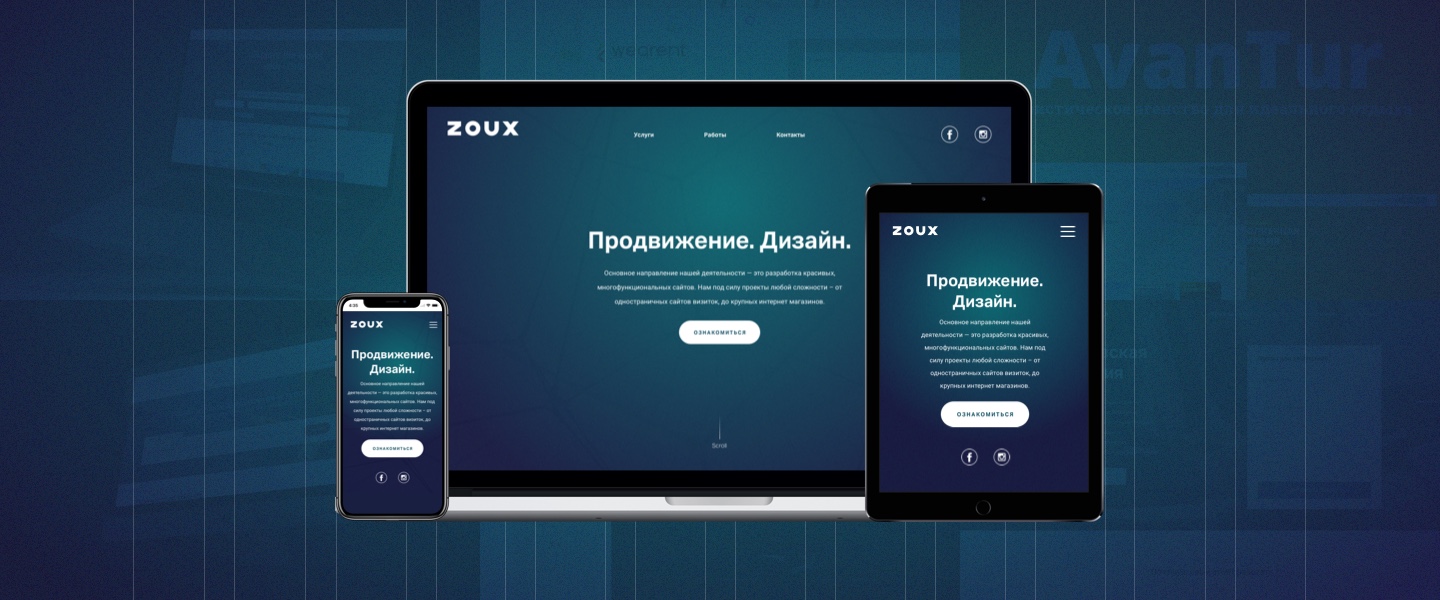 wegrent
AvanTur
ZOUX
Услуги Работы Контакты
Продвижение. Дизайн.
Основное направление нашей деятельности — это разработка красивых,
многофункциональных сайтов. Нам под силу проекты любой сложности – от
одностраничных сайтов визиток, до крупных интернет магазинов.
ОЗНАКОМИТЬСЯ
Scroll
ZOUX
Продвижение.
Дизайн.
Основное направление нашей
деятельности — это разработка красивых,
многофункциональных сайтов. Нам под
силу проекты любой сложности – от
одностраничных сайтов визиток, до
крупных интернет магазинов.
ОЗНАКОМИТЬСЯ
ZOUX
Продвижение.
Дизайн.
Основное направление нашей
деятельности — это разработка красивых,
многофункциональных сайтов. Нам под
силу проекты любой сложности – от
одностраничных сайтов визиток, до
крупных интернет магазинов.
ОЗНАКОМИТЬСЯ